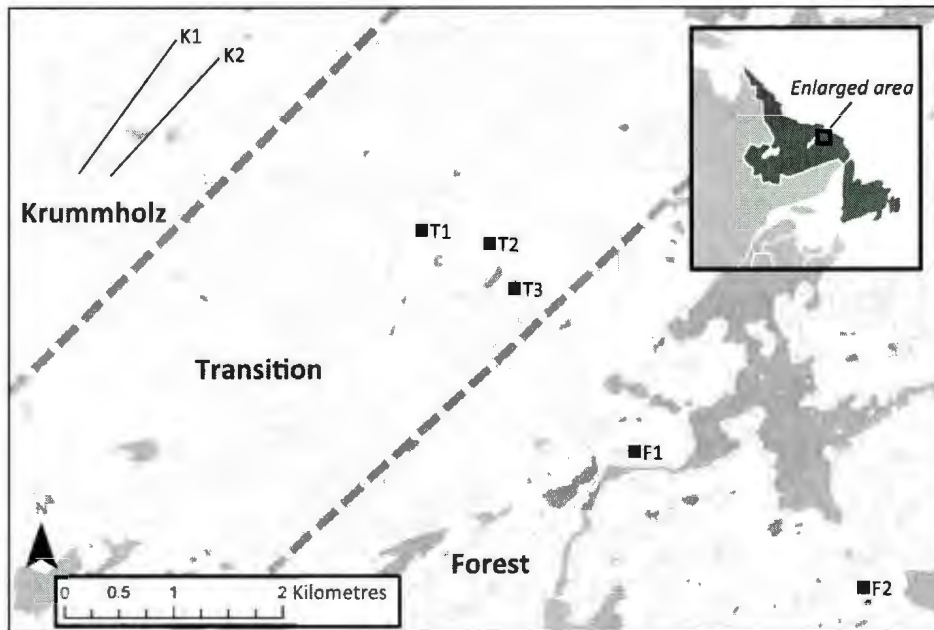 K1
K2
Enlarged area
Krummholz
T1
T2
T3
Transition
F1
N
Forest
F2
0 0.5 1 2 Kilometres